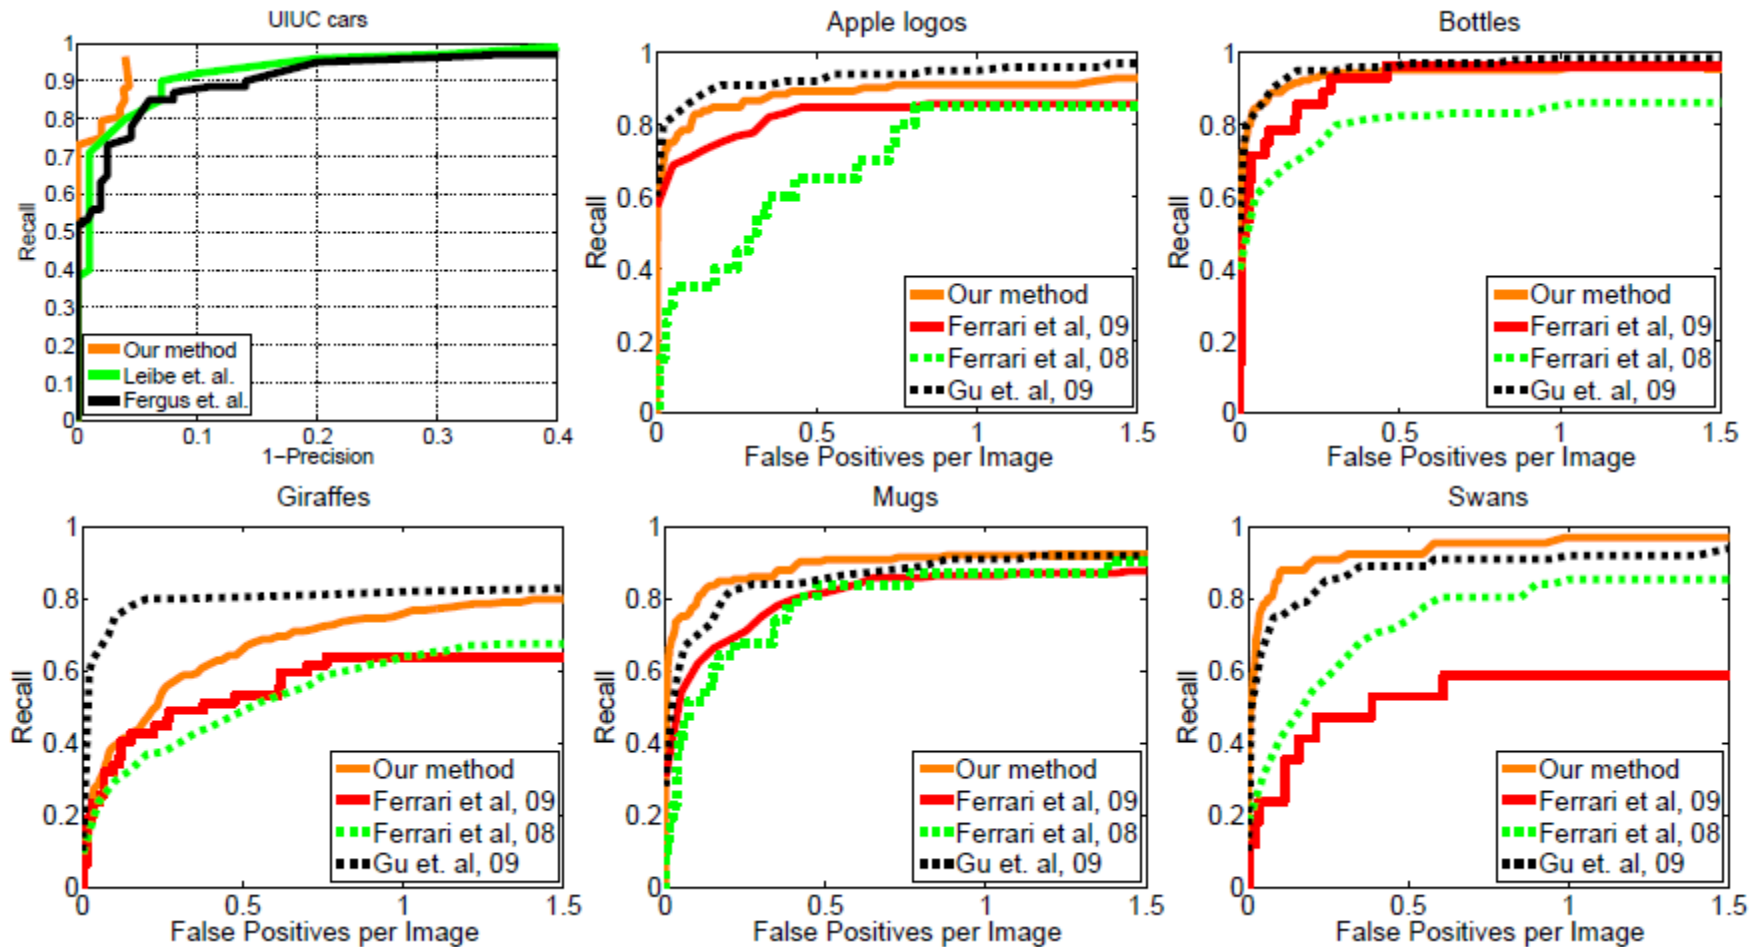 UIUC cars
1
0.9
0.8
0.7
0.6
0.5
0.4
0.3
0.2
0.1
0
Recall
Our method
Leibe et. al.
Fergus et. al.
0 0.1 0.2 0.3 0.4
1-Precision
Apple logos
1
0.8
0.6
0.4
0.2
0
Recall
Our method
Ferrari et al, 09
Ferrari et al, 08
Gu et. al, 09
0 0.5 1 1.5
False Positives per Image
Bottles
1
0.8
0.6
0.4
0.2
0
Recall
Our method
Ferrari et al, 09
Ferrari et al, 08
Gu et. al, 09
0 0.5 1 1.5
False Positives per Image
Giraffes
1
0.8
0.6
0.4
0.2
0
Recall
Our method
Ferrari et al, 09
Ferrari et al, 08
Gu et. al, 09
0 0.5 1 1.5
False Positives per Image
Mugs
1
0.8
0.6
0.4
0.2
0
Recall
Our method
Ferrari et al, 09
Ferrari et al, 08
Gu et. al, 09
0 0.5 1 1.5
False Positives per Image
Swans
1
0.8
0.6
0.4
0.2
0
Recall
Our method
Ferrari et al, 09
Ferrari et al, 08
Gu et. al, 09
0 0.5 1 1.5
False Positives per Image